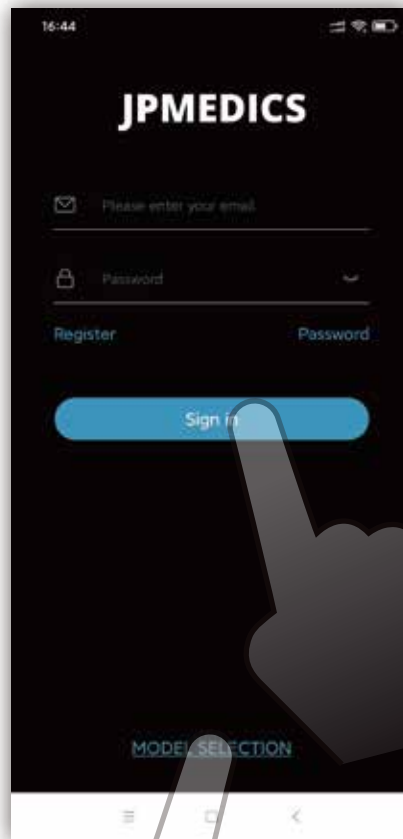 16:44
JPMEDICS
Please enter your email
Password
Register Password
Sign in
MODEL SELECTION